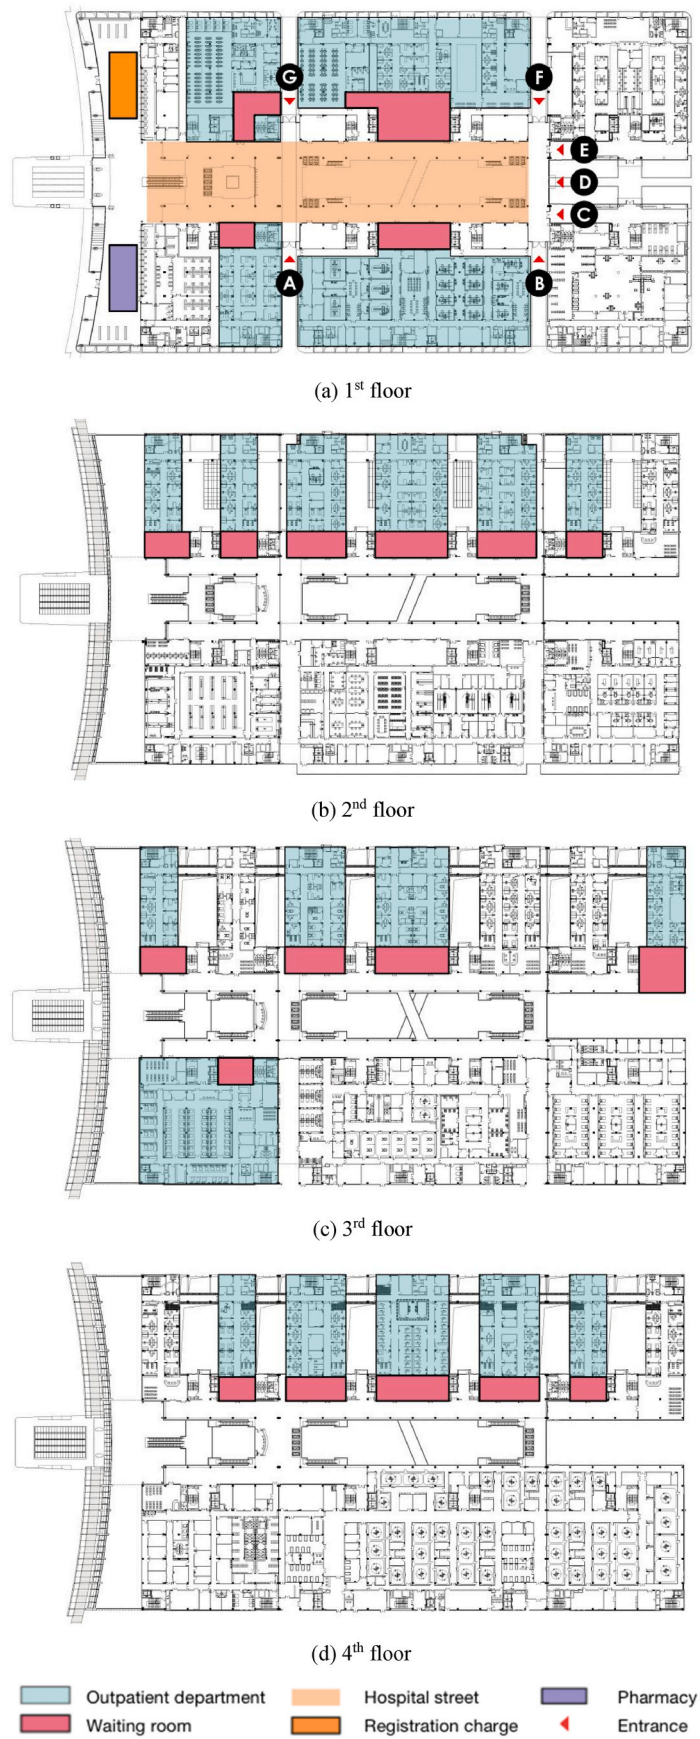 G
F
E
D
C
A
B
(a) 1st floor
(b) 2nd floor
(c) 3rd floor
(d) 4th floor
Outpatient department
Hospital street
Pharmacy
Waiting room
Registration charge
Entrance